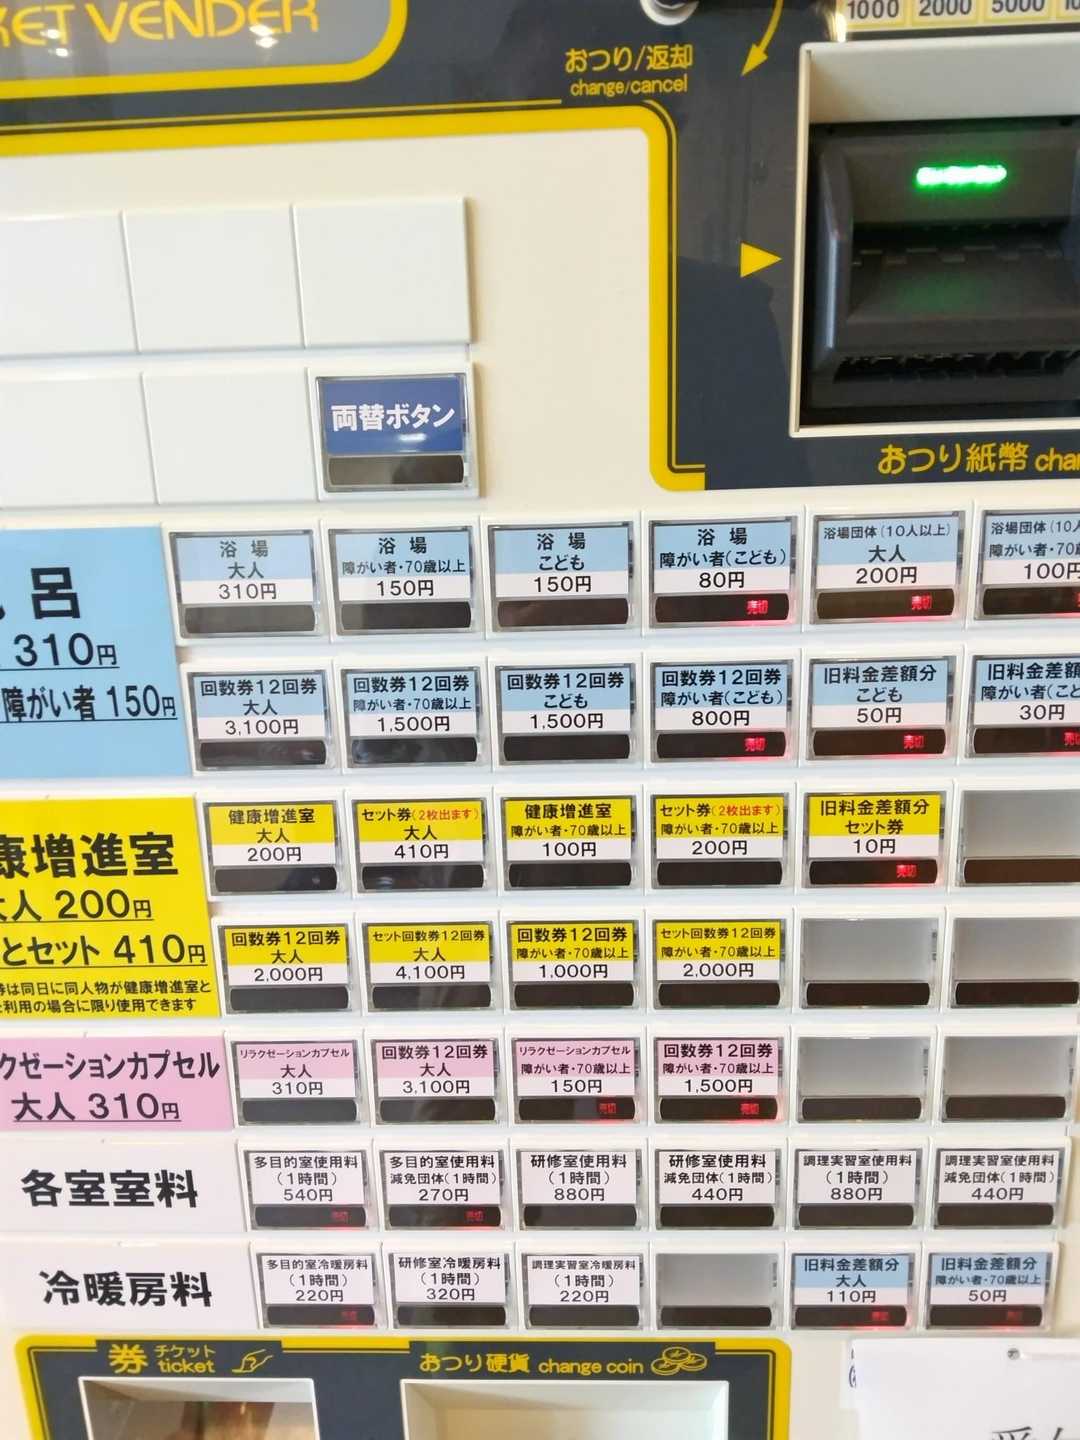 KET VENDER
おつり/返却
change/cancel
1000 2000 5000
両替ボタン
おつり紙幣
呂
310円
障がい者 150円
浴場
大人
310円
浴場
障がい者・70歳以上
150円
浴場
こども
150円
浴場
障がい者(こども)
80円
売切
浴場団体(10人以上)
大人
200円
売切
浴場団体(10人
障がい者・70歳
100円
回数券12回券
大人
3,100円
回数券12回券
障がい者・70歳以上
1,500円
回数券12回券
こども
1,500円
回数券12回券
障がい者(こども)
800円
売切
旧料金差額分
こども
50円
売切
旧料金差額
障がい者(こど
30円
売切
康増進室
大人 200円
とセット 410円
券は同日に同人物が健康増進室と
利用の場合に限り使用できます
健康増進室
大人
200円
セット券(2枚出ます)
大人
410円
健康増進室
障がい者・70歳以上
100円
セット券(2枚出ます)
障がい者・70歳以上
200円
旧料金差額分
セット券
10円
売切
回数券12回券
大人
2,000円
セット回数券12回券
大人
4,100円
回数券12回券
障がい者・70歳以上
1,000円
セット回数券12回券
障がい者・70歳以上
2,000円
クゼーションカプセル
大人 310円
リラクゼーションカプセル
大人
310円
回数券12回券
大人
3,100円
リラクゼーションカプセル
障がい者・70歳以上
150円
売切
回数券12回券
障がい者・70歳以上
1,500円
売切
各室室料
多目的室使用料
(1時間)
540円
売切
多目的室使用料
減免団体(1時間)
270円
売切
研修室使用料
(1時間)
880円
研修室使用料
減免団体(1時間)
440円
調理実習室使用料
(1時間)
880円
調理実習室使用料
減免団体(1時間)
440円
冷暖房料
多目的室冷暖房料
(1時間)
220円
売切
研修室冷暖房料
(1時間)
320円
調理実習室冷暖房料
(1時間)
220円
旧料金差額分
大人
110円
売切
旧料金差額分
障がい者・70歳以上
50円
売切
券 チケット
ticket
おつり硬貨 change coin